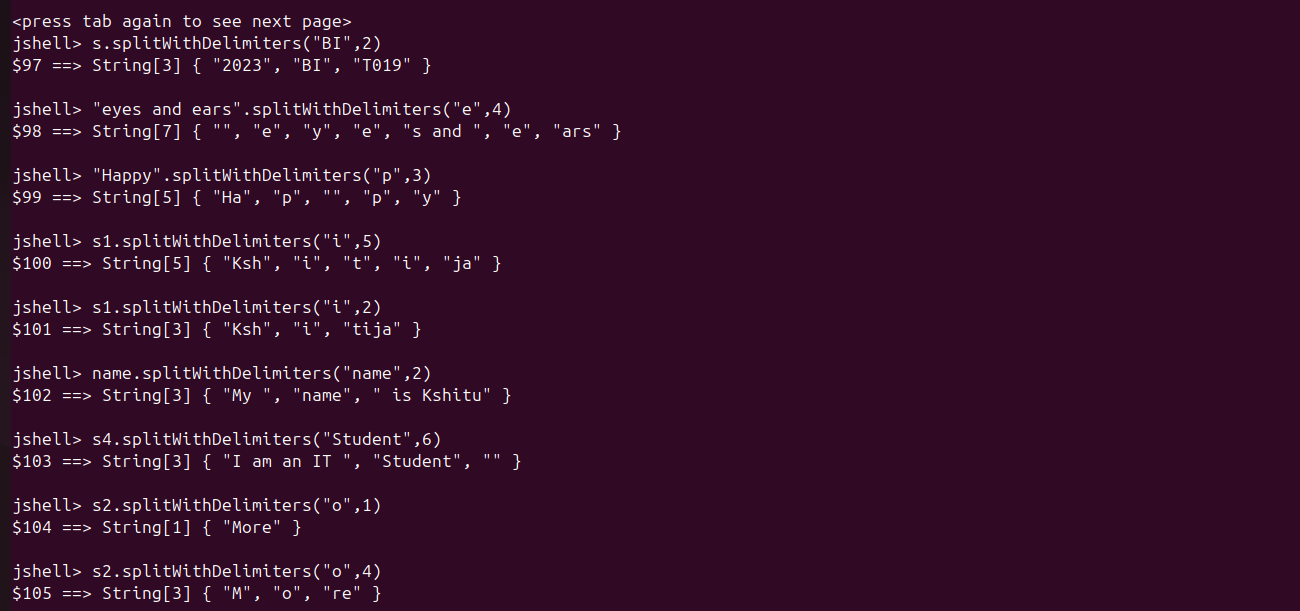 <press tab again to see next page>
jshell> s.splitWithDelimiters("BI",2)
$97 ==> String[3] { "2023", "BI", "T019" }
jshell> "eyes and ears".splitWithDelimiters("e",4)
$98 ==> String[7] { "", "e", "y", "e", "s and ", "e", "ars" }
jshell> "Happy".splitWithDelimiters("p",3)
$99 ==> String[5] { "Ha", "p", "", "p", "y" }
jshell> s1.splitWithDelimiters("i",5)
$100 ==> String[5] { "Ksh", "i", "t", "i", "ja" }
jshell> s1.splitWithDelimiters("i",2)
$101 ==> String[3] { "Ksh", "i", "tija" }
jshell> name.splitWithDelimiters("name",2)
$102 ==> String[3] { "My ", "name", " is Kshitu" }
jshell> s4.splitWithDelimiters("Student",6)
$103 ==> String[3] { "I am an IT ", "Student", "" }
jshell> s2.splitWithDelimiters("o",1)
$104 ==> String[1] { "More" }
jshell> s2.splitWithDelimiters("o",4)
$105 ==> String[3] { "M", "o", "re" }